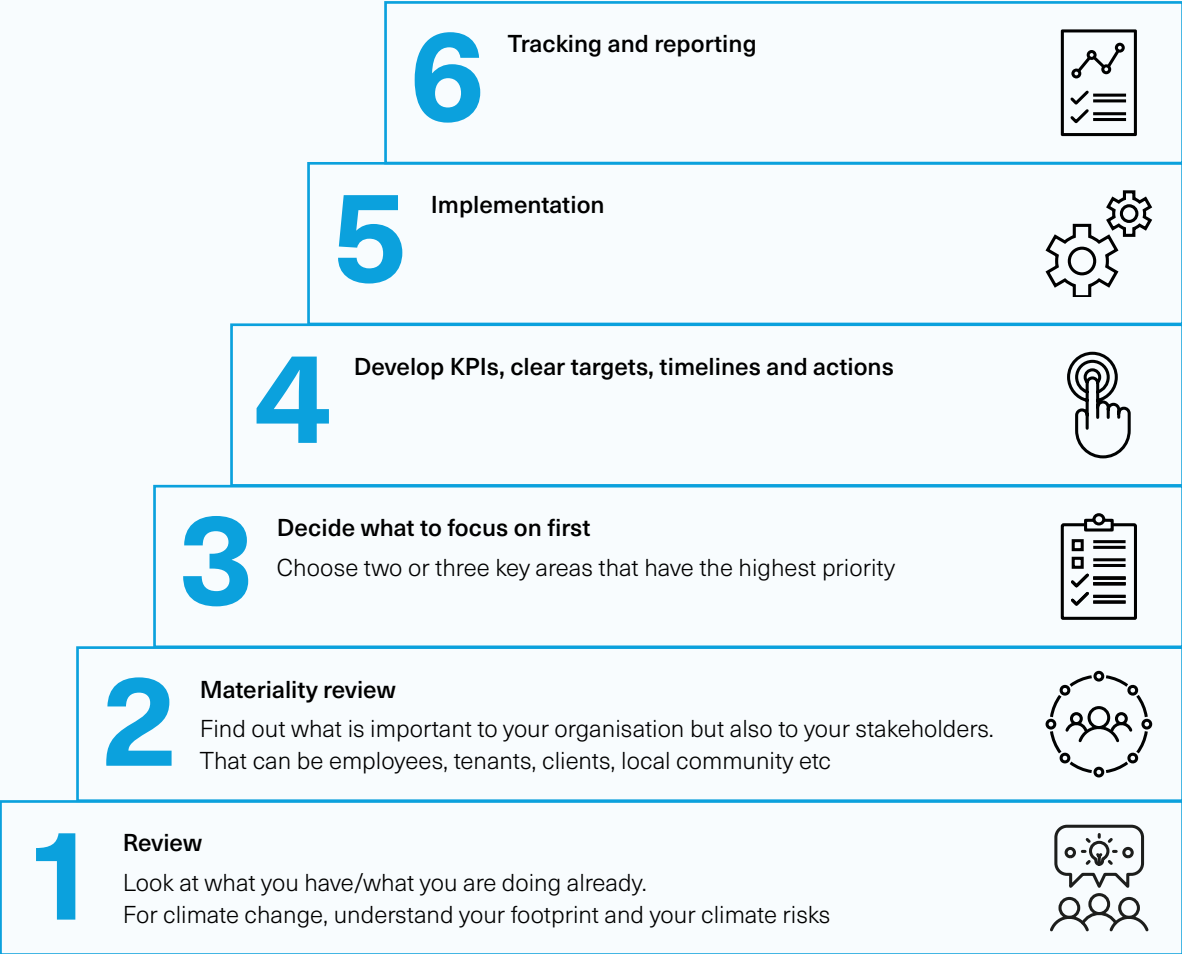 6
Tracking and reporting
5
Implementation
4
Develop KPIs, clear targets, timelines and actions
3
Decide what to focus on first
Choose two or three key areas that have the highest priority
2
Materiality review
Find out what is important to your organisation but also to your stakeholders.
That can be employees, tenants, clients, local community etc
1
Review
Look at what you have/what you are doing already.
For climate change, understand your footprint and your climate risks